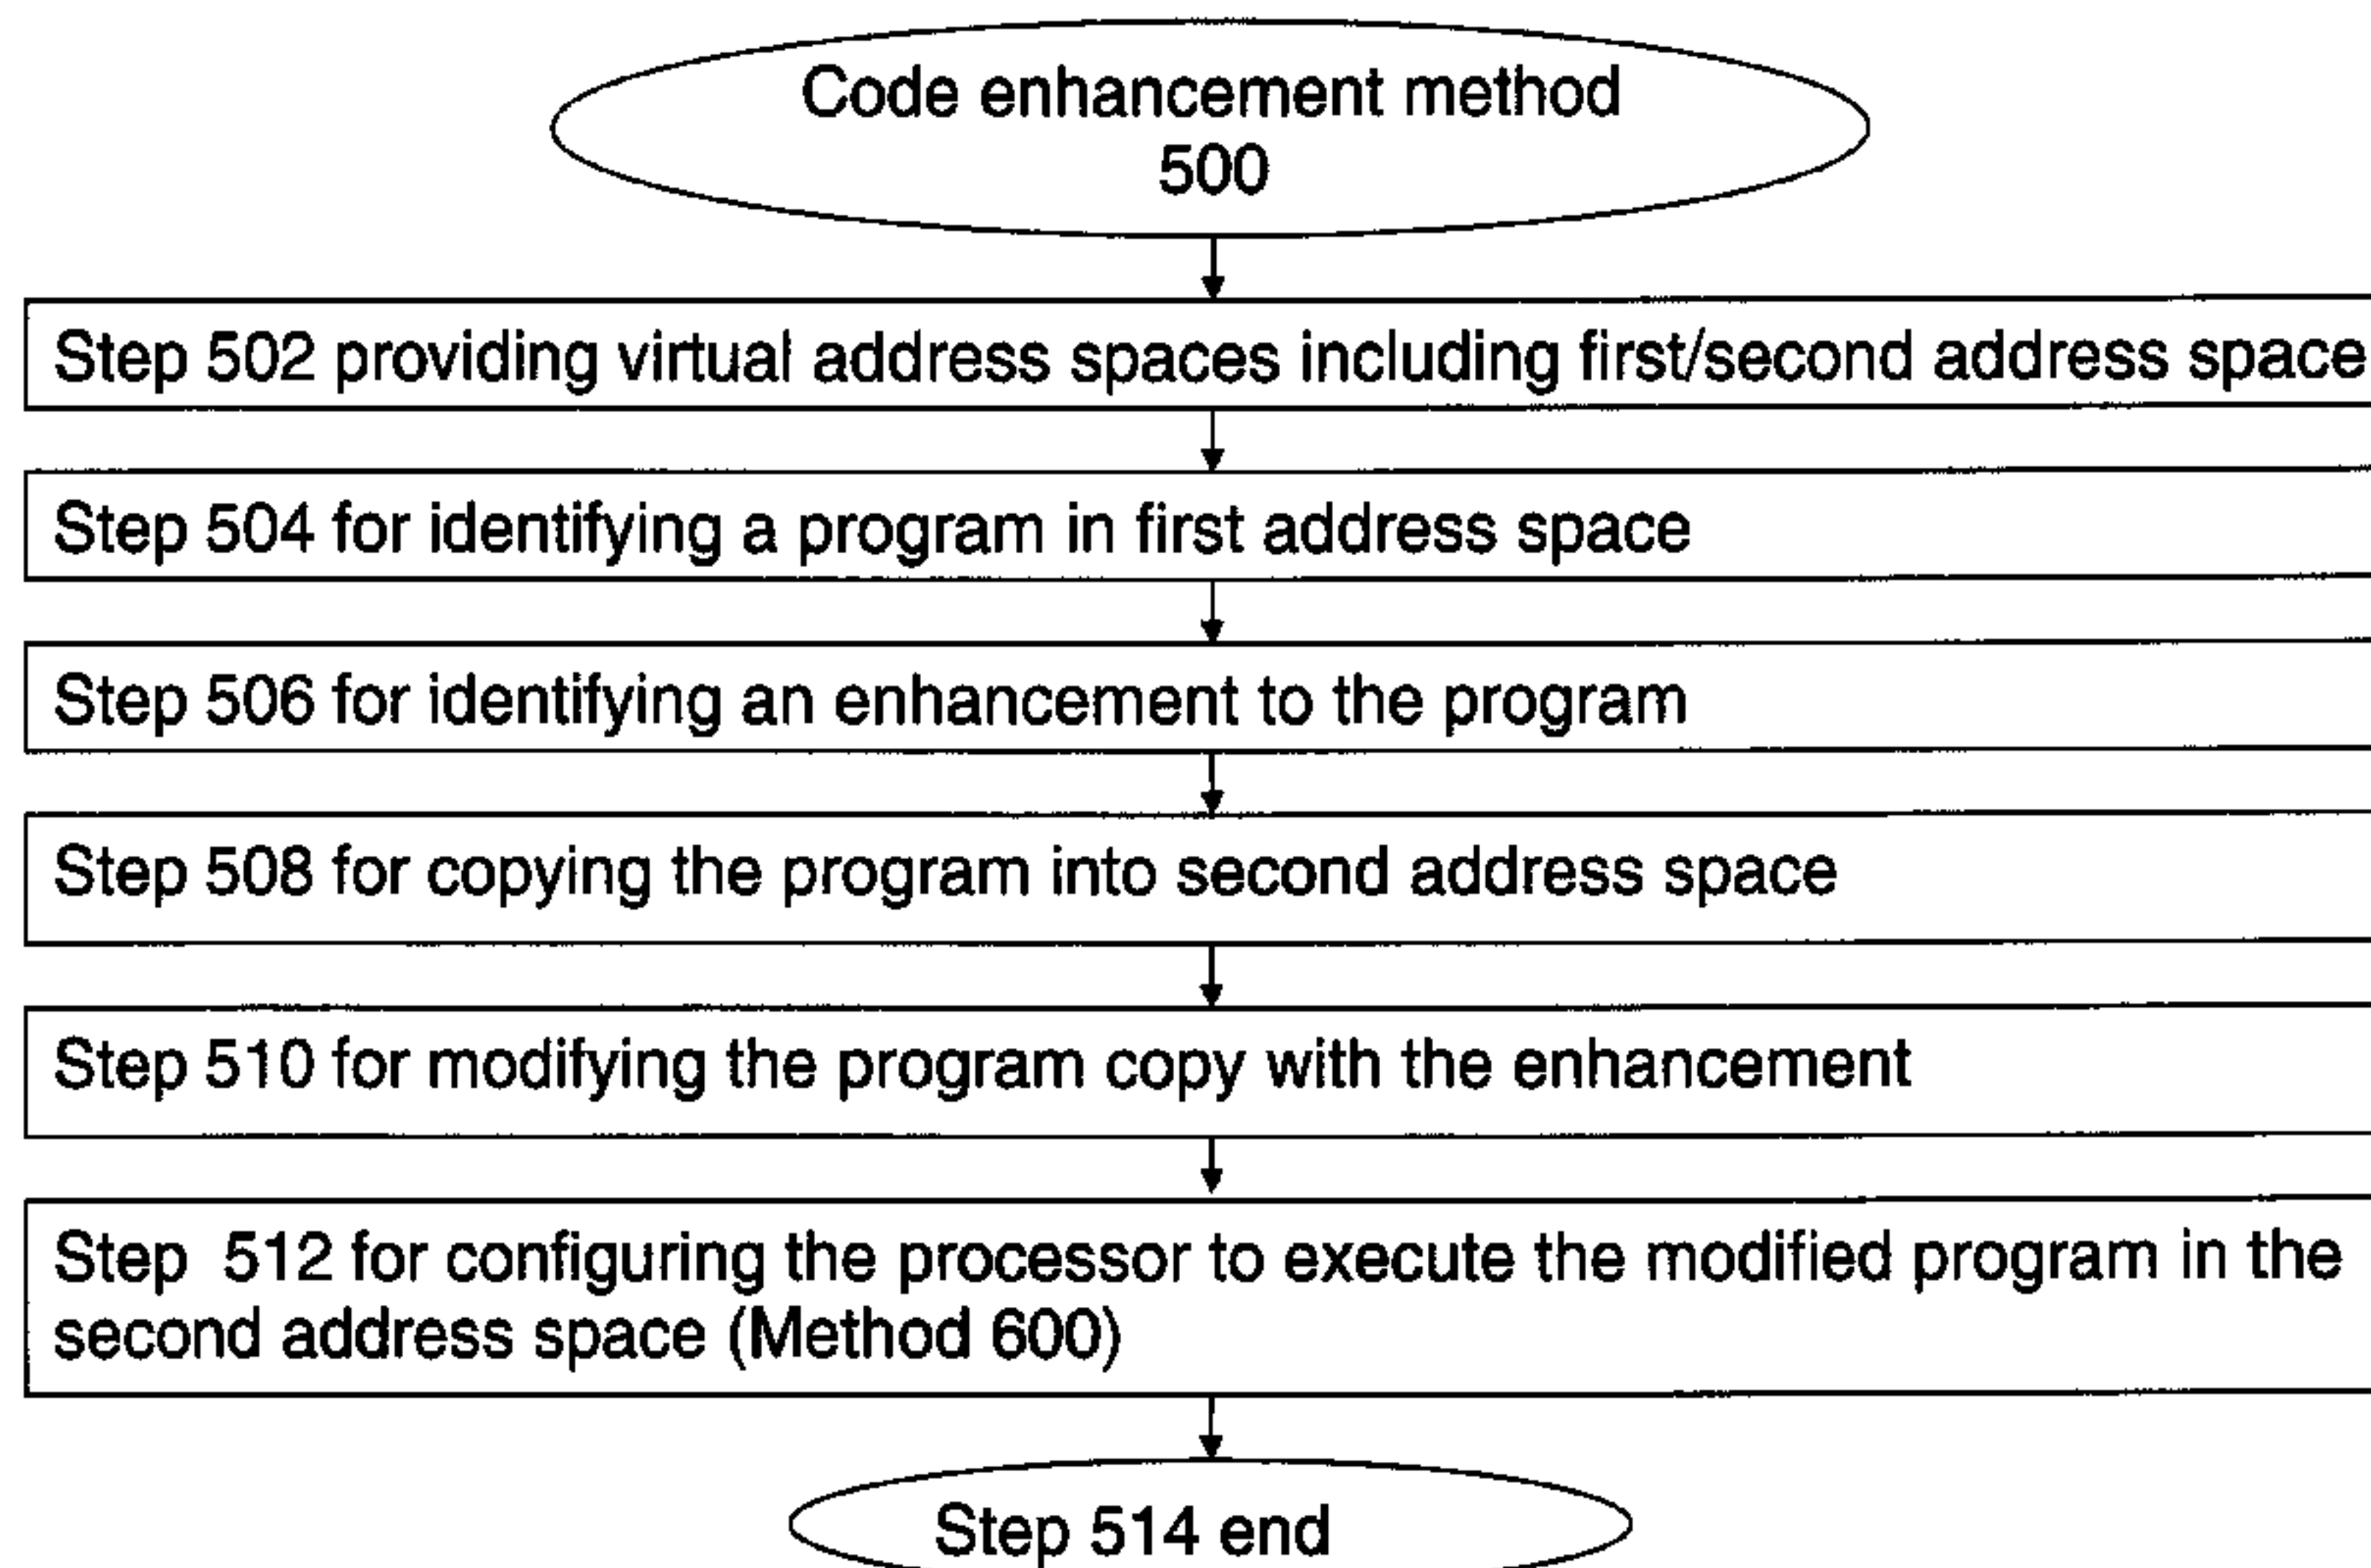 Code enhancement method
500
Step 502 providing virtual address spaces including first/second address space
Step 504 for identifying a program in first address space
Step 506 for identifying an enhancement to the program
Step 508 for copying the program into second address space
Step 510 for modifying the program copy with the enhancement
Step 512 for configuring the processor to execute the modified program in the
second address space (Method 600)
Step 514 end